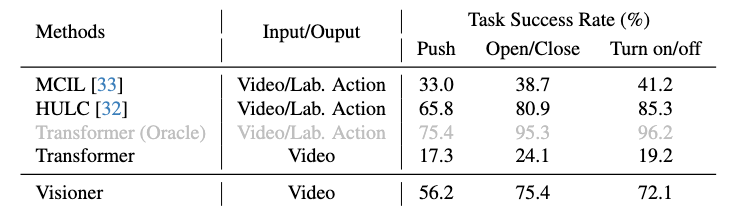 Methods Input/Ouput Task Success Rate (%)
Push Open/Close Turn on/off
MCIL [33] Video/Lab. Action 33.0 38.7 41.2
HULC [32] Video/Lab. Action 65.8 80.9 85.3
Transformer (Oracle) Video/Lab. Action 75.4 95.3 96.2
Transformer Video 17.3 24.1 19.2
Visioner Video 56.2 75.4 72.1